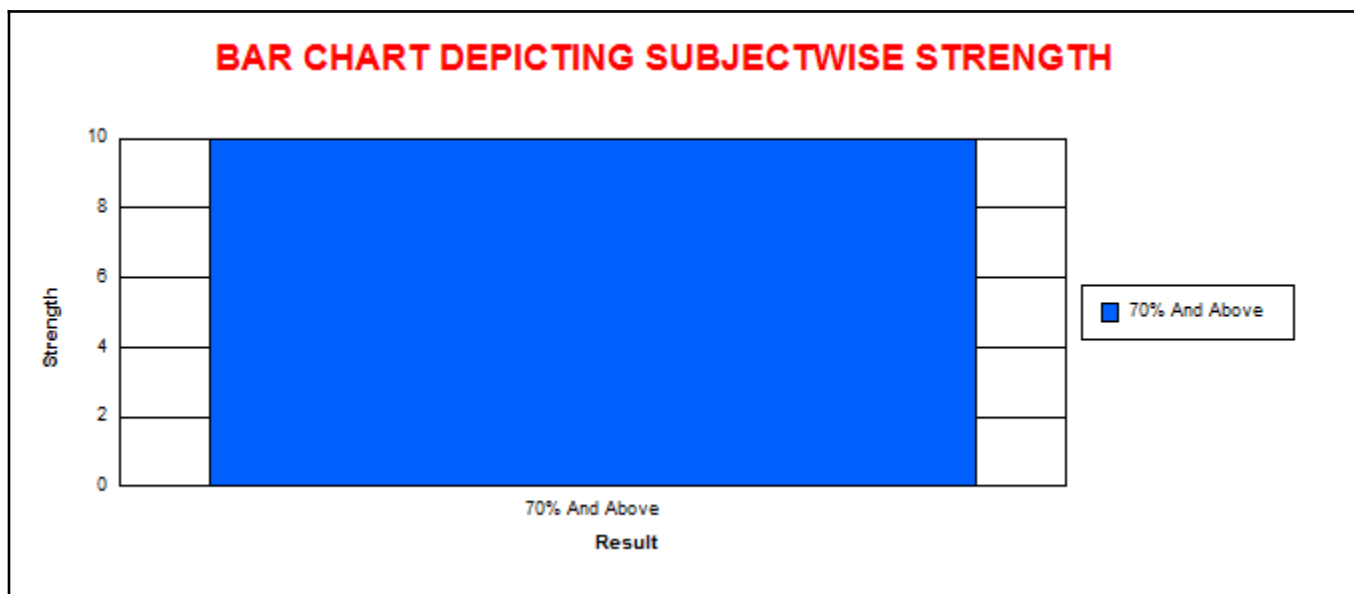 BAR CHART DEPICTING SUBJECTWISE STRENGTH
10
8
6
4
2
0
Strength
70% And Above
Result
70% And Above